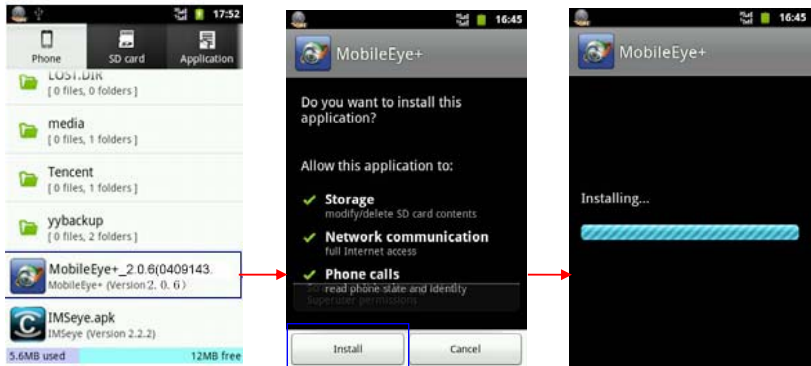 17:52
Phone
SD card
Application
LOST.DIR
[ 0 files, 0 folders ]
media
[ 0 files, 1 folders ]
Tencent
[ 0 files, 1 folders ]
yybackup
[ 0 files, 2 folders ]
MobileEye+_2.0.6(0409143.
MobileEye+ (Version 2. 0. 6)
IMSeye.apk
IMSeye (Version 2.2.2)
5.6MB used
12MB free
16:45
MobileEye+
Do you want to install this
application?
Allow this application to:
Storage
modify/delete SD card contents
Network communication
full Internet access
Phone calls
read phone state and identity
Superuser permissions
Install
Cancel
16:45
MobileEye+
Installing...